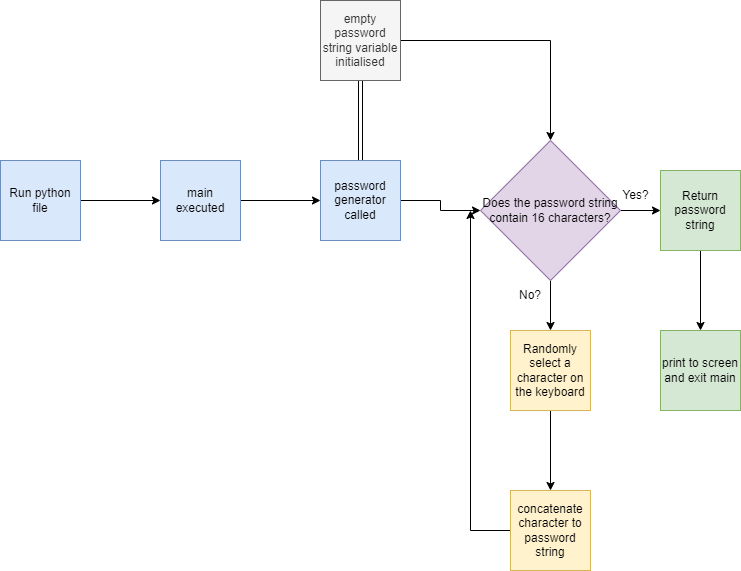 empty
password
string variable
initialised
Run python
file
main
executed
password
generator
called
Does the password string
contain 16 characters?
Yes?
Return
password
string
No?
Randomly
select a
character on
the keyboard
print to screen
and exit main
concatenate
character to
password
string